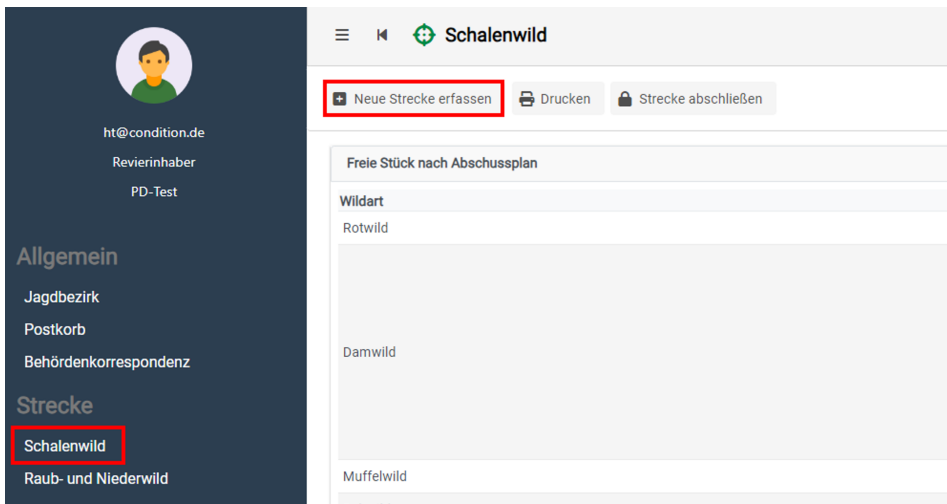 ht@condition.de
Revierinhaber
PD-Test
Allgemein
Jagdbezirk
Postkorb
Behördenkorrespondenz
Strecke
Schalenwild
Raub- und Niederwild
Schalenwild
Neue Strecke erfassen Drucken Strecke abschließen
Freie Stück nach Abschussplan
Wildart
Rotwild
Damwild
Muffelwild